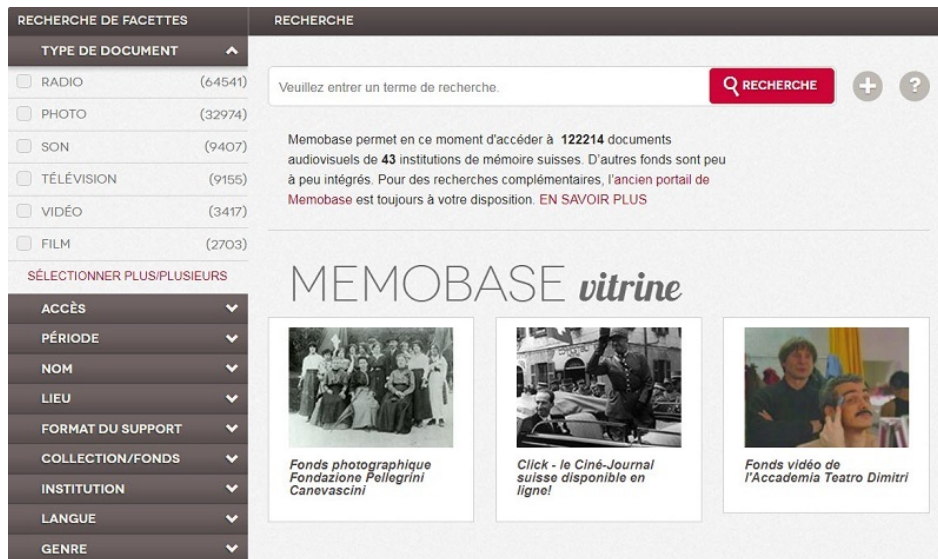 RECHERCHE DE FACETTES
TYPE DE DOCUMENT
RADIO (64541)
PHOTO (32974)
SON (9407)
TÉLÉVISION (9155)
VIDÉO (3417)
FILM (2703)
SÉLECTIONNER PLUS/PLUSIEURS
ACCÈS
PÉRIODE
NOM
LIEU
FORMAT DU SUPPORT
COLLECTION/FONDS
INSTITUTION
LANGUE
GENRE
RECHERCHE
Veuillez entrer un terme de recherche.
RECHERCHE
+
?
Memobase permet en ce moment d'accéder à 122214 documents
audiovisuels de 43 institutions de mémoire suisses. D'autres fonds sont peu
à peu intégrés. Pour des recherches complémentaires, l'ancien portail de
Memobase est toujours à votre disposition. EN SAVOIR PLUS
MEMOBASE vitrine
Fonds photographique
Fondazione Pellegrini
Canevascini
Click - le Ciné-Journal
suisse disponible en
ligne!
Fonds vidéo de
l'Accademia Teatro Dimitri